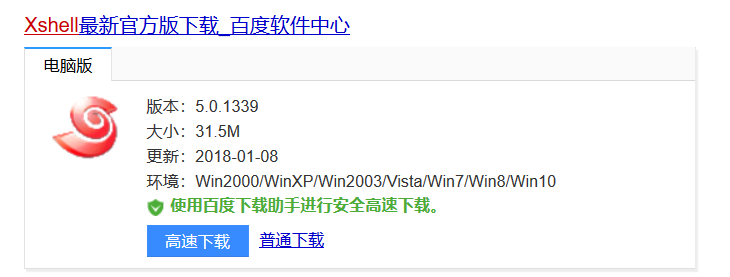 Xshell最新官方版下载_百度软件中心
电脑版
版本：5.0.1339
大小：31.5M
更新：2018-01-08
环境：Win2000/WinXP/Win2003/Vista/Win7/Win8/Win10
使用百度下载助手进行安全高速下载。
高速下载 普通下载